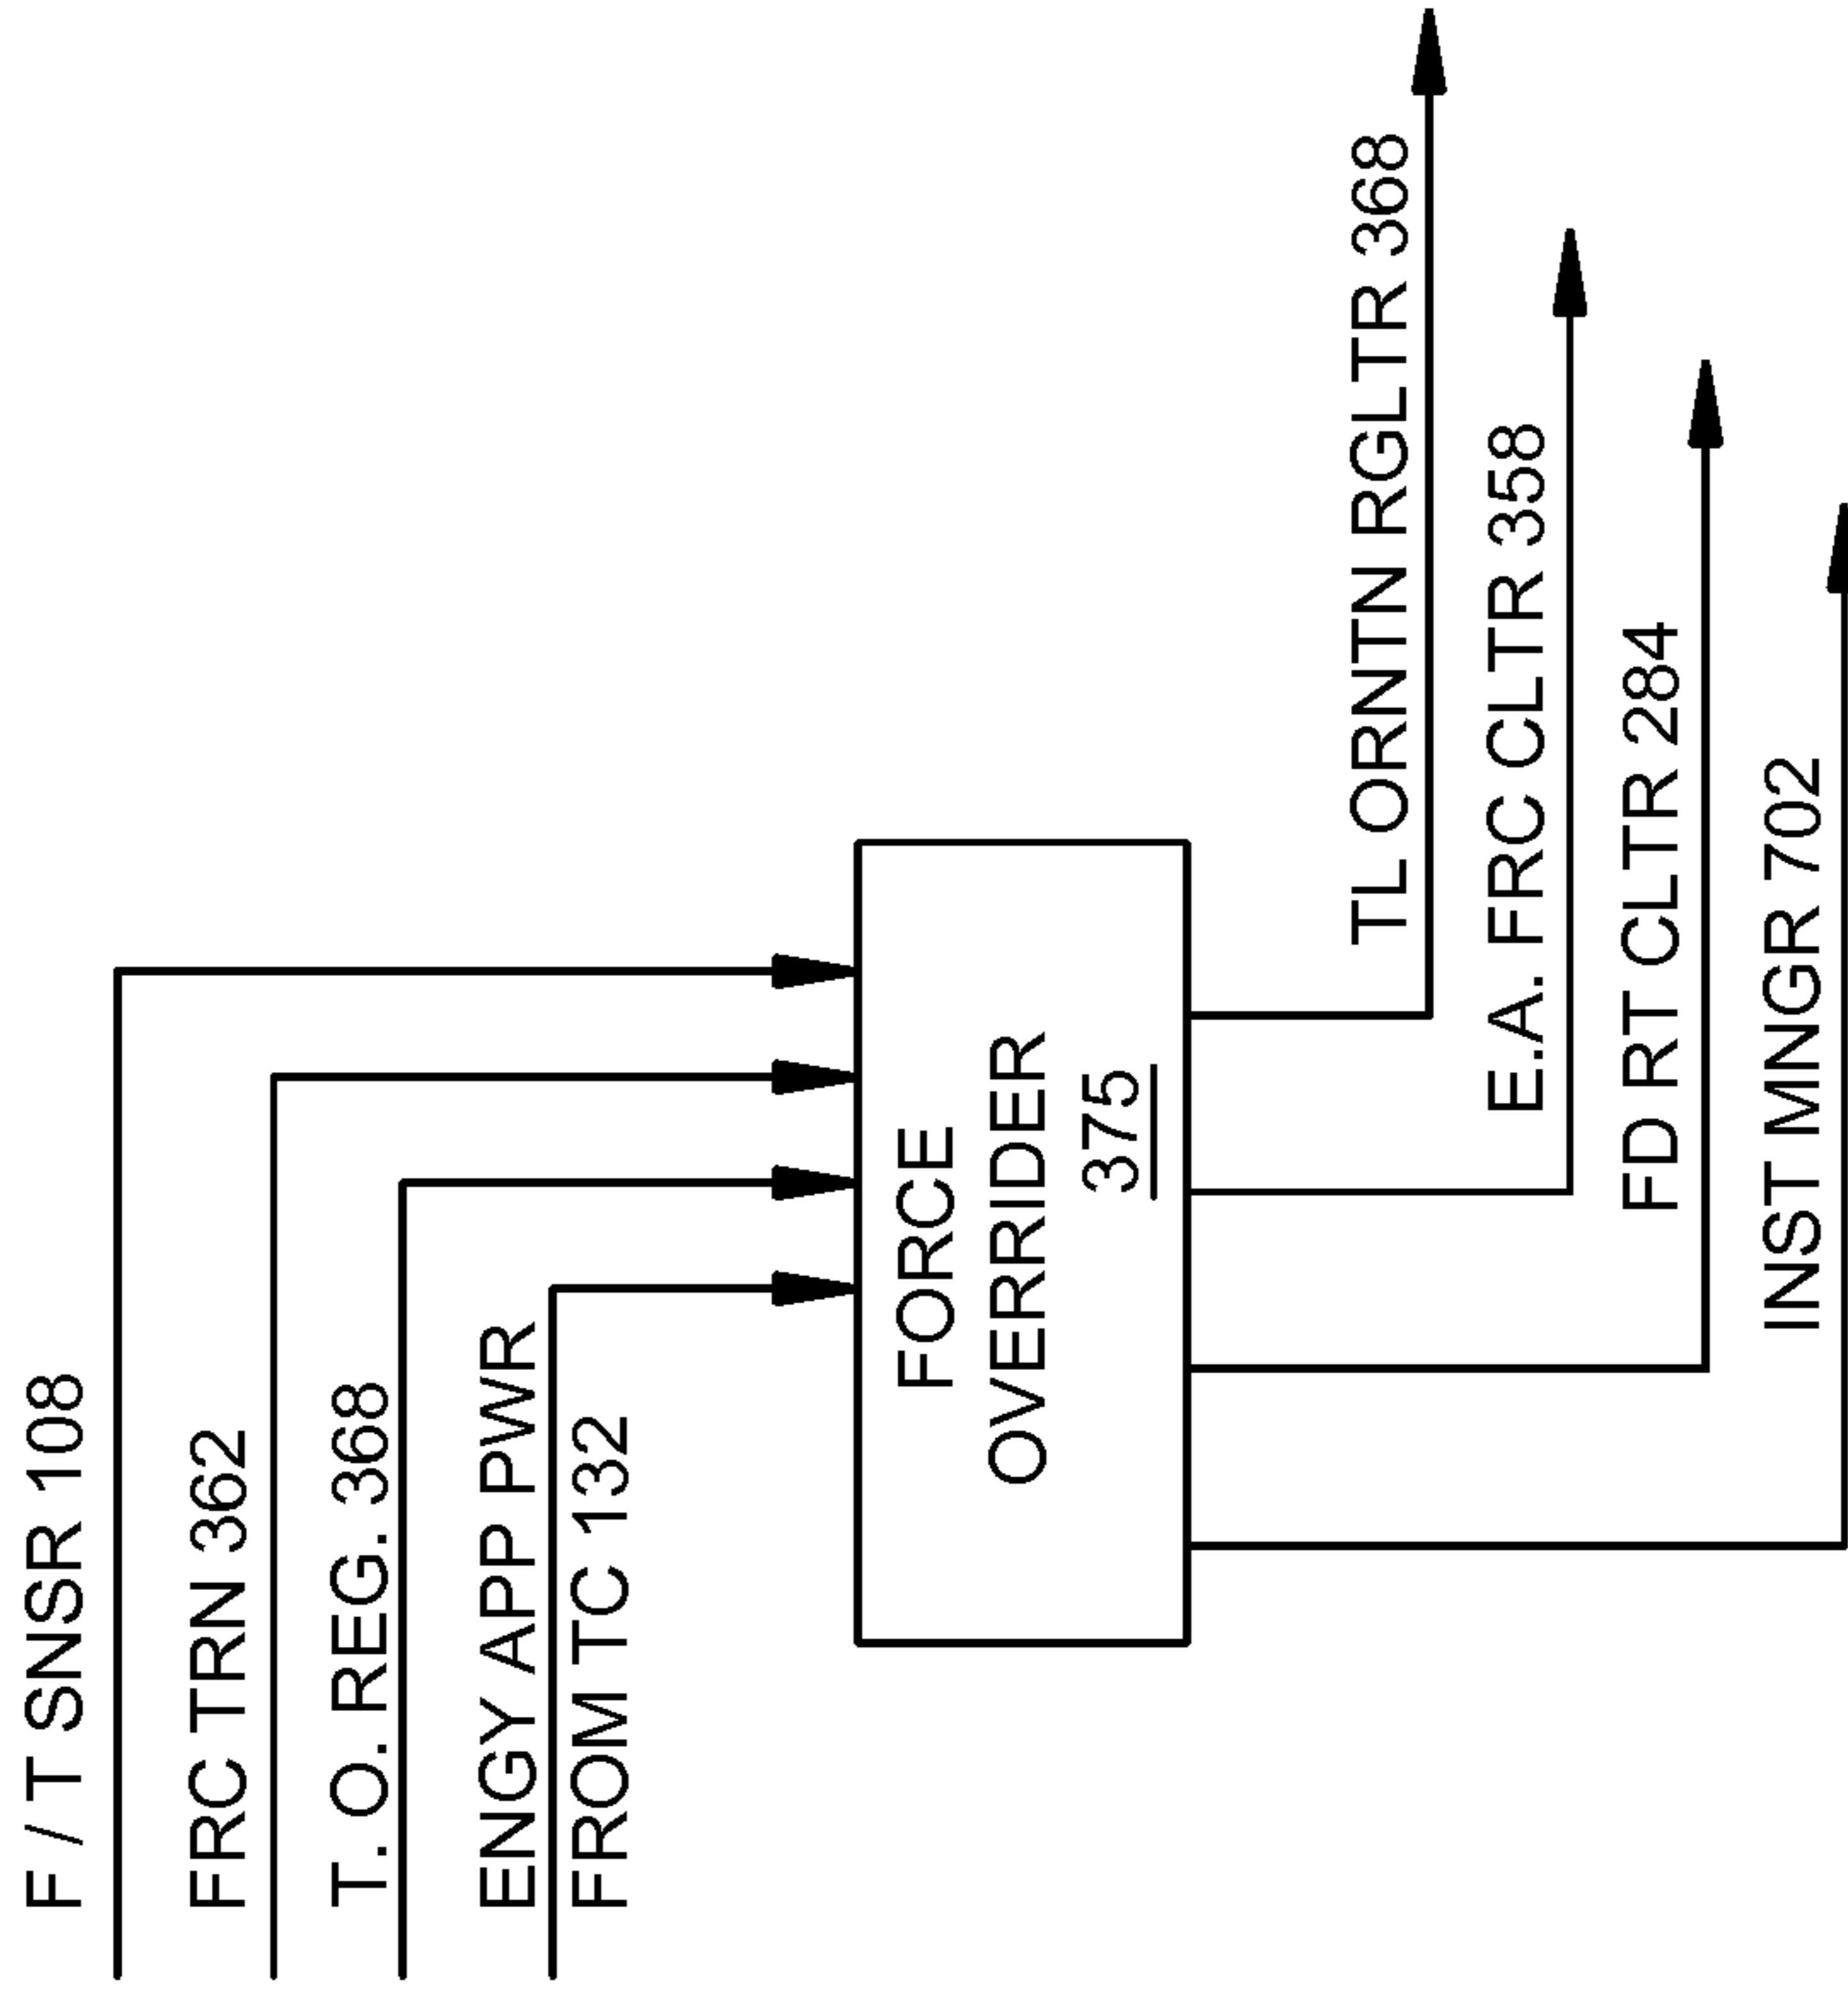 F / T SNSR 108
FRC TRN 362
T. O. REG. 368
ENGY APP PWR
FROM TC 132
FORCE
OVERRIDER
375
TL ORNTN RGLTR 368
E.A. FRC CLTR 358
FD RT CLTR 284
INST MNGR 702